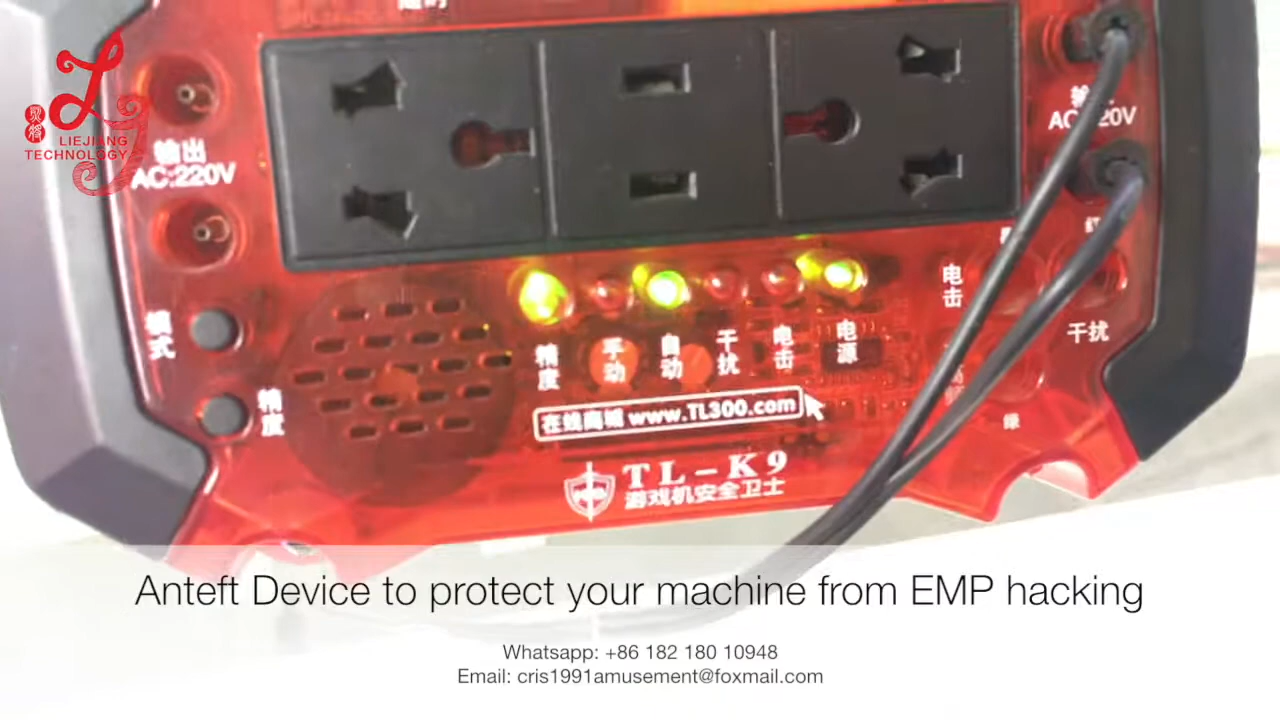 LIEJIANG
TECHNOLOGY
输出
AC:220V
AC:220V
模式
精度
电击
干扰
绿
精度
手动
自动
干扰
电击
电源
在线商铺 www.TL300.com
TL-K9
游戏机安全卫士
Anteft Device to protect your machine from EMP hacking
Whatsapp: +86 182 180 10948
Email: cris1991amusement@foxmail.com